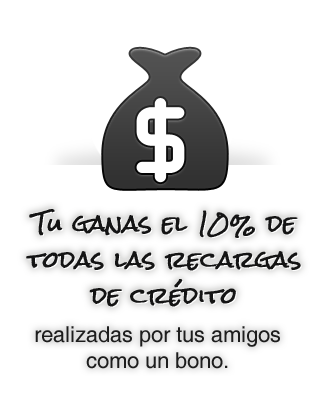 $
Tu ganas el 10% de
todas las recargas
de crédito
realizadas por tus amigos
como un bono.